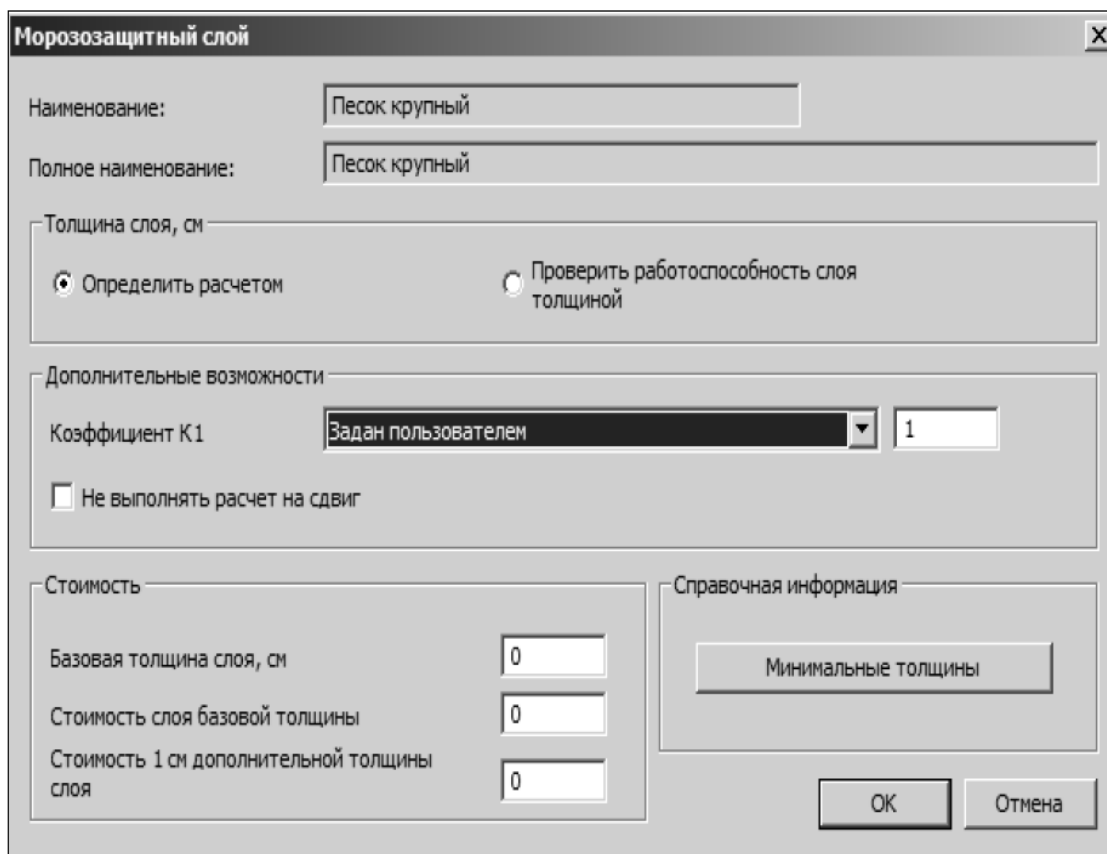 Морозозащитный слой
Наименование:
Песок крупный
Полное наименование:
Песок крупный
Толщина слоя, см
Определить расчетом
Проверить работоспособность слоя
толщиной
Дополнительные возможности
Коэффициент К1
Задан пользователем
1
Не выполнять расчет на сдвиг
Стоимость
Базовая толщина слоя, см
0
Стоимость слоя базовой толщины
0
Стоимость 1 см дополнительной толщины
слоя
0
Справочная информация
Минимальные толщины
ОК
Отмена